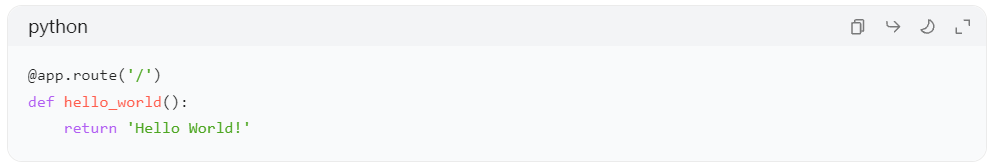 python
@app.route('/')
def hello_world():
    return 'Hello World!'